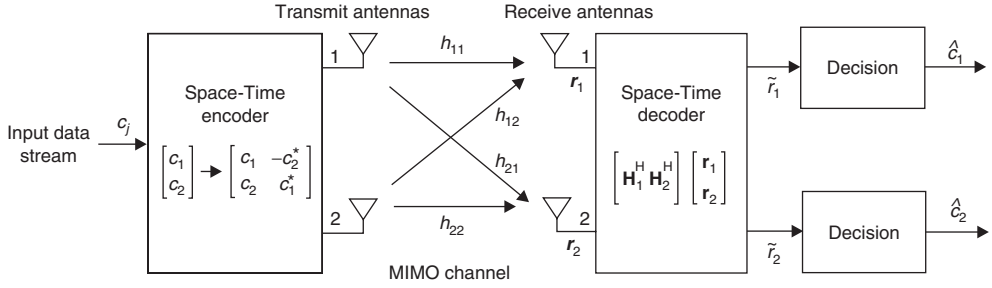 Transmit antennas
Receive antennas
Input data
stream
c_j
Space-Time
encoder
[c_1 c_2] → [c_1 -c_2^* c_2 c_1^*]
1
2
h_11
h_12
h_21
h_22
MIMO channel
1
r_1
2
r_2
Space-Time
decoder
[H_1^H H_2^H] [r_1 r_2]
r̃_1
Decision
ĉ_1
r̃_2
Decision
ĉ_2